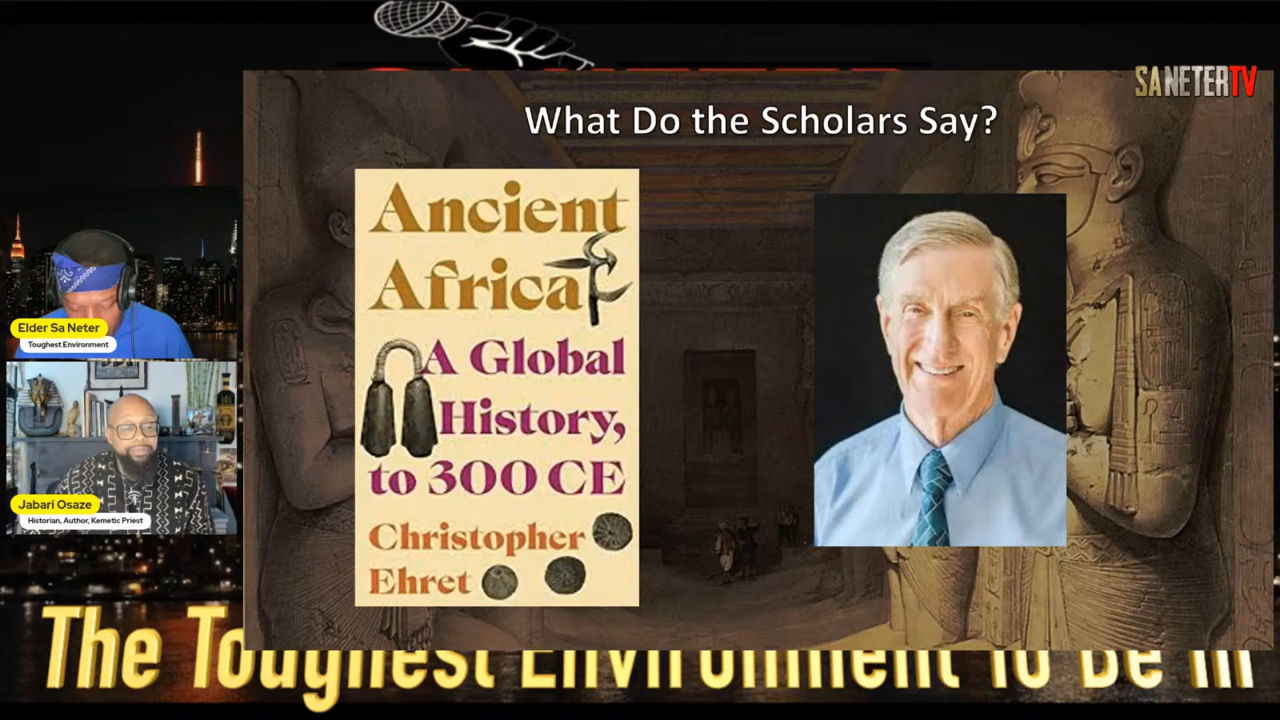 SANETERTV
What Do the Scholars Say?
Ancient
Africa
A Global
History,
to 300 CE
Christopher
Ehret
Elder Sa Neter
Toughest Environment
Jabari Osaze
Historian, Author, Kemetic Priest
The Toughest Environment To Be In